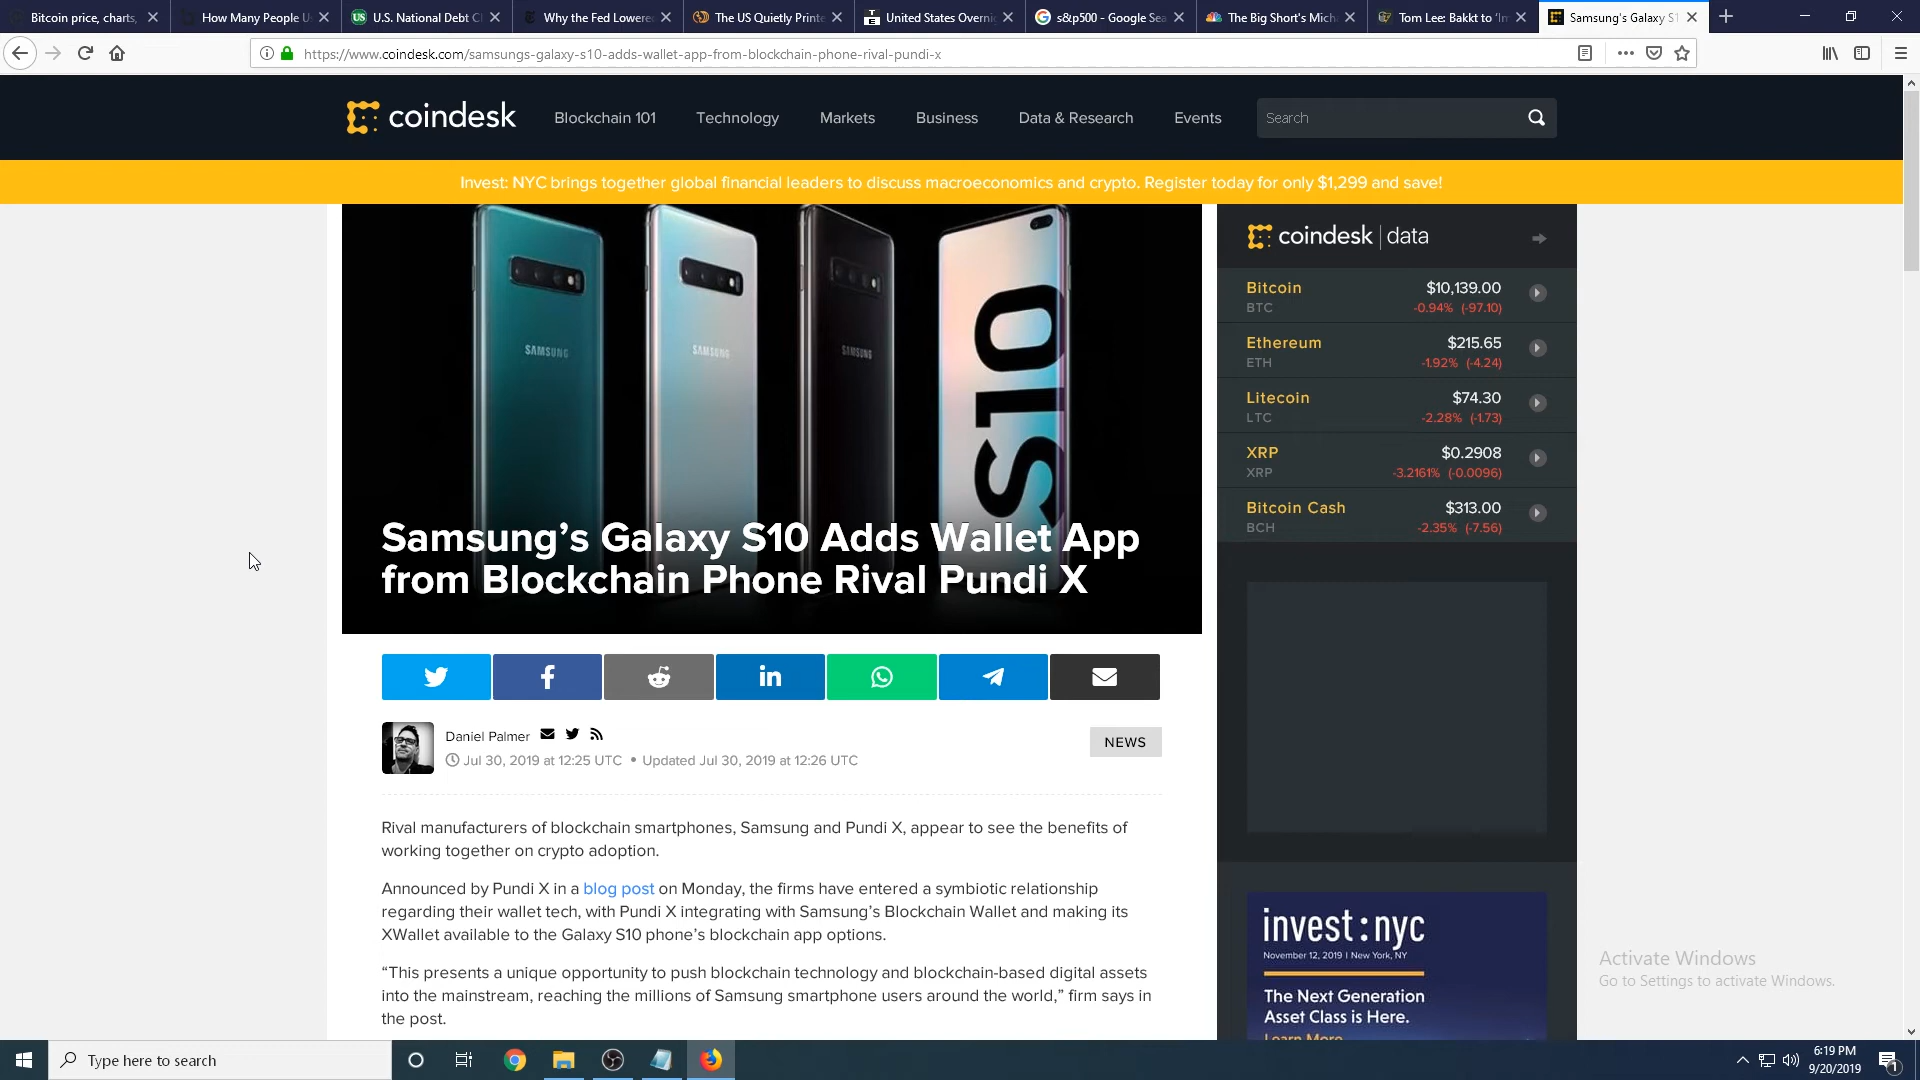 Bitcoin price, charts,
How Many People U
U.S. National Debt Cl
Why the Fed Lowere
The US Quietly Printe
United States Overni
s&p500 - Google Sea
The Big Short's Mich
Tom Lee: Bakkt to 'In
Samsung's Galaxy S1
https://www.coindesk.com/samsungs-galaxy-s10-adds-wallet-app-from-blockchain-phone-rival-pundi-x
coindesk
Blockchain 101
Technology
Markets
Business
Data & Research
Events
Search
Invest: NYC brings together global financial leaders to discuss macroeconomics and crypto. Register today for only $1,299 and save!
SAMSUNG
SAMSUNG
SAMSUNG
S10
Samsung’s Galaxy S10 Adds Wallet App
from Blockchain Phone Rival Pundi X
Daniel Palmer
Jul 30, 2019 at 12:25 UTC • Updated Jul 30, 2019 at 12:26 UTC
NEWS
Rival manufacturers of blockchain smartphones, Samsung and Pundi X, appear to see the benefits of
working together on crypto adoption.
Announced by Pundi X in a blog post on Monday, the firms have entered a symbiotic relationship
regarding their wallet tech, with Pundi X integrating with Samsung’s Blockchain Wallet and making its
XWallet available to the Galaxy S10 phone’s blockchain app options.
“This presents a unique opportunity to push blockchain technology and blockchain-based digital assets
into the mainstream, reaching the millions of Samsung smartphone users around the world,” firm says in
the post.
coindesk | data
Bitcoin $10,139.00
BTC -0.94% (-97.10)
Ethereum $215.65
ETH -1.92% (-4.24)
Litecoin $74.30
LTC -2.28% (-1.73)
XRP $0.2908
XRP -3.2161% (-0.0096)
Bitcoin Cash $313.00
BCH -2.35% (-7.56)
invest:nyc
November 12, 2019 | New York, NY
The Next Generation
Asset Class is Here.
Learn More
Activate Windows
Go to Settings to activate Windows.
Type here to search
6:19 PM
9/20/2019
1